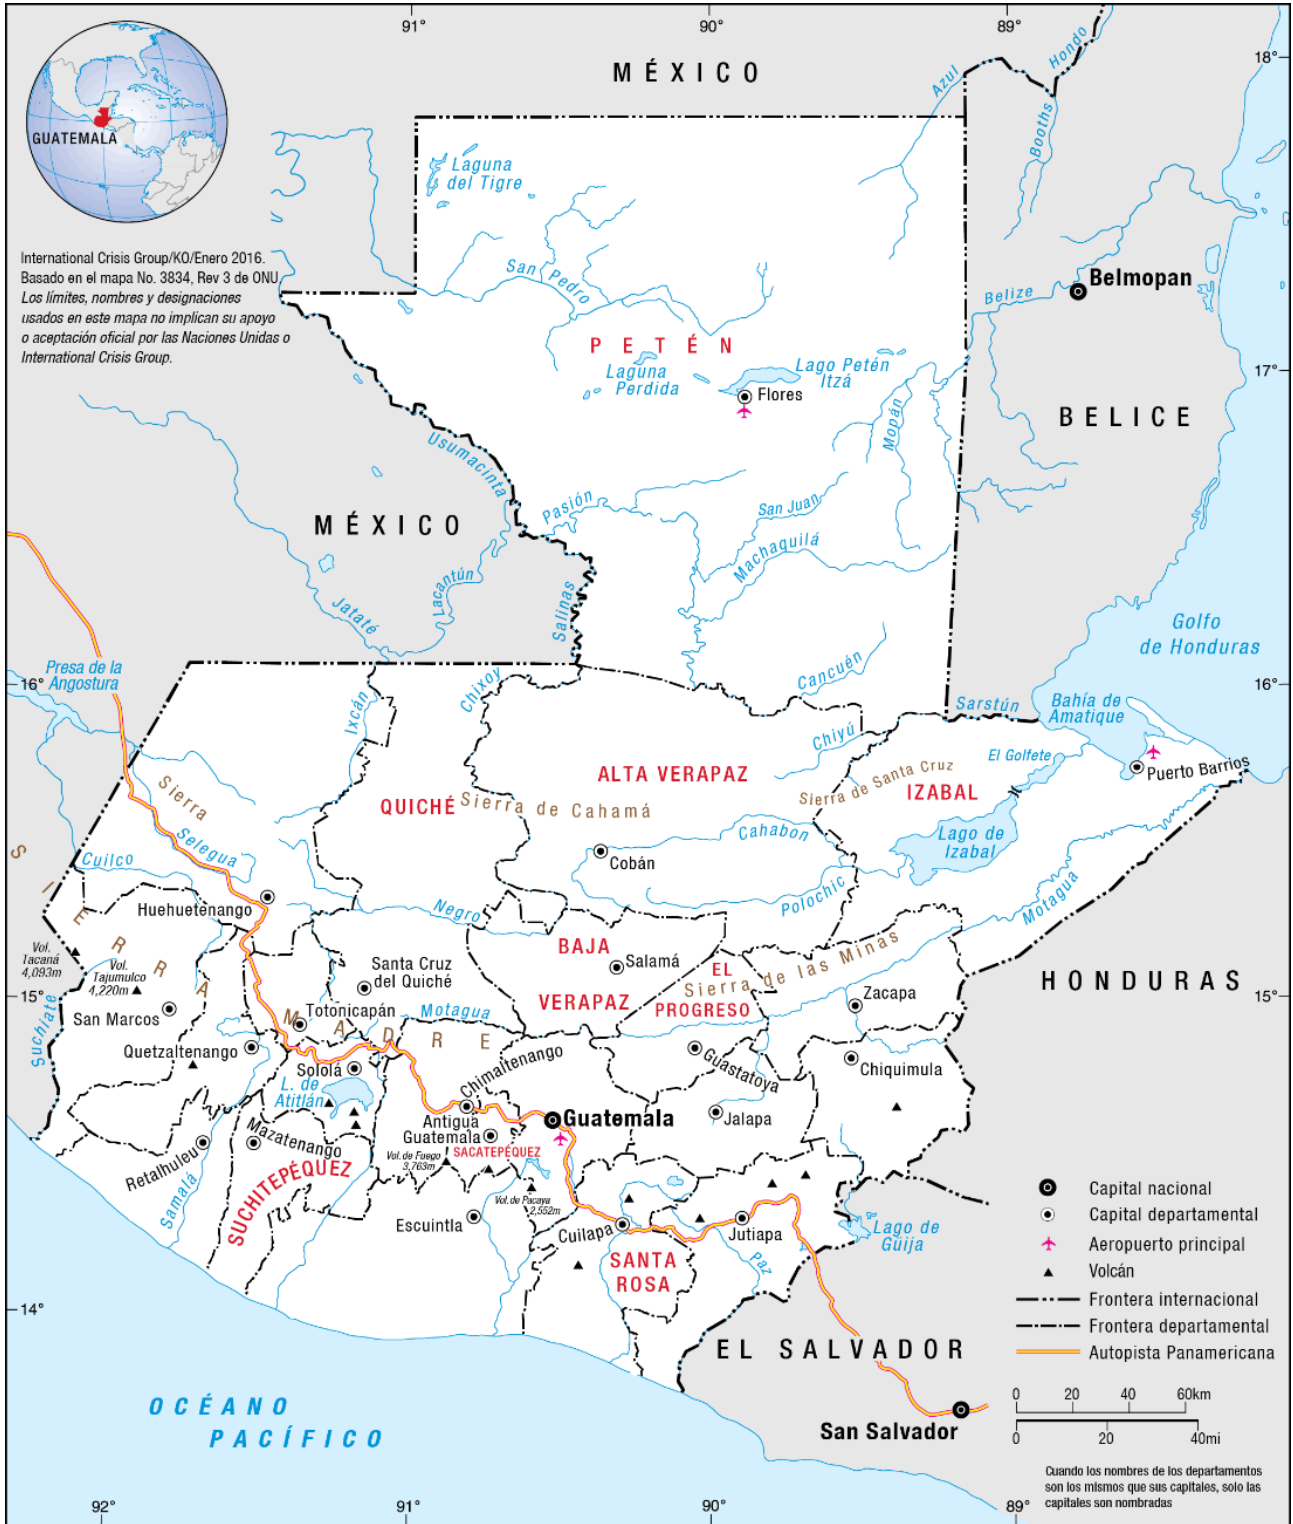 91°
90°
89°
MÉXICO
Azul
Hondo
18°
Booths
GUATEMALA
Laguna
del Tigre
International Crisis Group/KO/Enero 2016.
Basado en el mapa No. 3834, Rev 3 de ONU
Los límites, nombres y designaciones
usados en este mapa no implican su apoyo
o aceptación oficial por las Naciones Unidas o
International Crisis Group.
San Pedro
Belmopan
Belize
PETÉN
Laguna
Perdida
Lago Petén
Itzá
17°
Flores
BELICE
Mopán
Usumacinta
MÉXICO
Pasión
San Juan
Machaquilá
Lacantún
Jataté
Salinas
Golfo
de Honduras
Presa de la
Angostura
16°
Ixcán
Chixoy
Cancuén
Sarstún
Bahía de
Amatique
16°
Chiyú
El Golfete
Puerto Barrios
ALTA VERAPAZ
Sierra de Santa Cruz
IZABAL
Sierra
QUICHÉ
Sierra de Cahamá
Selegua
Cahabon
Lago de
Izabal
Cuilco
Cobán
Polochic
Motagua
Huehuetenango
Negro
SIERRA MADRE
Vol.
Tacaná
4,093m
Vol.
Tajumulco
4,220m
BAJA
VERAPAZ
Salamá
EL
PROGRESO
Sierra de las Minas
HONDURAS
Santa Cruz
del Quiché
15°
Zacapa
15°
San Marcos
Totonicapán
Motagua
Suchiate
Quetzaltenango
Sololá
L. de
Atitlán
Chimaltenango
Guastatoya
Chiquimula
Antigua
Guatemala
Guatemala
Jalapa
Mazatenango
Retalhuleu
SACATEPÉQUEZ
Vol. de Fuego
3,763m
SUCHITEPÉQUEZ
Samalá
Vol. de Pacaya
2,552m
Escuintla
Cuilapa
Jutiapa
Lago de
Güija
SANTA
ROSA
Paz
14°
EL SALVADOR
San Salvador
OCÉANO
PACÍFICO
Capital nacional
Capital departamental
Aeropuerto principal
Volcán
Frontera internacional
Frontera departamental
Autopista Panamericana
0 20 40 60km
0 20 40mi
Cuando los nombres de los departamentos
son los mismos que sus capitales, solo las
capitales son nombradas
92°
91°
90°
89°